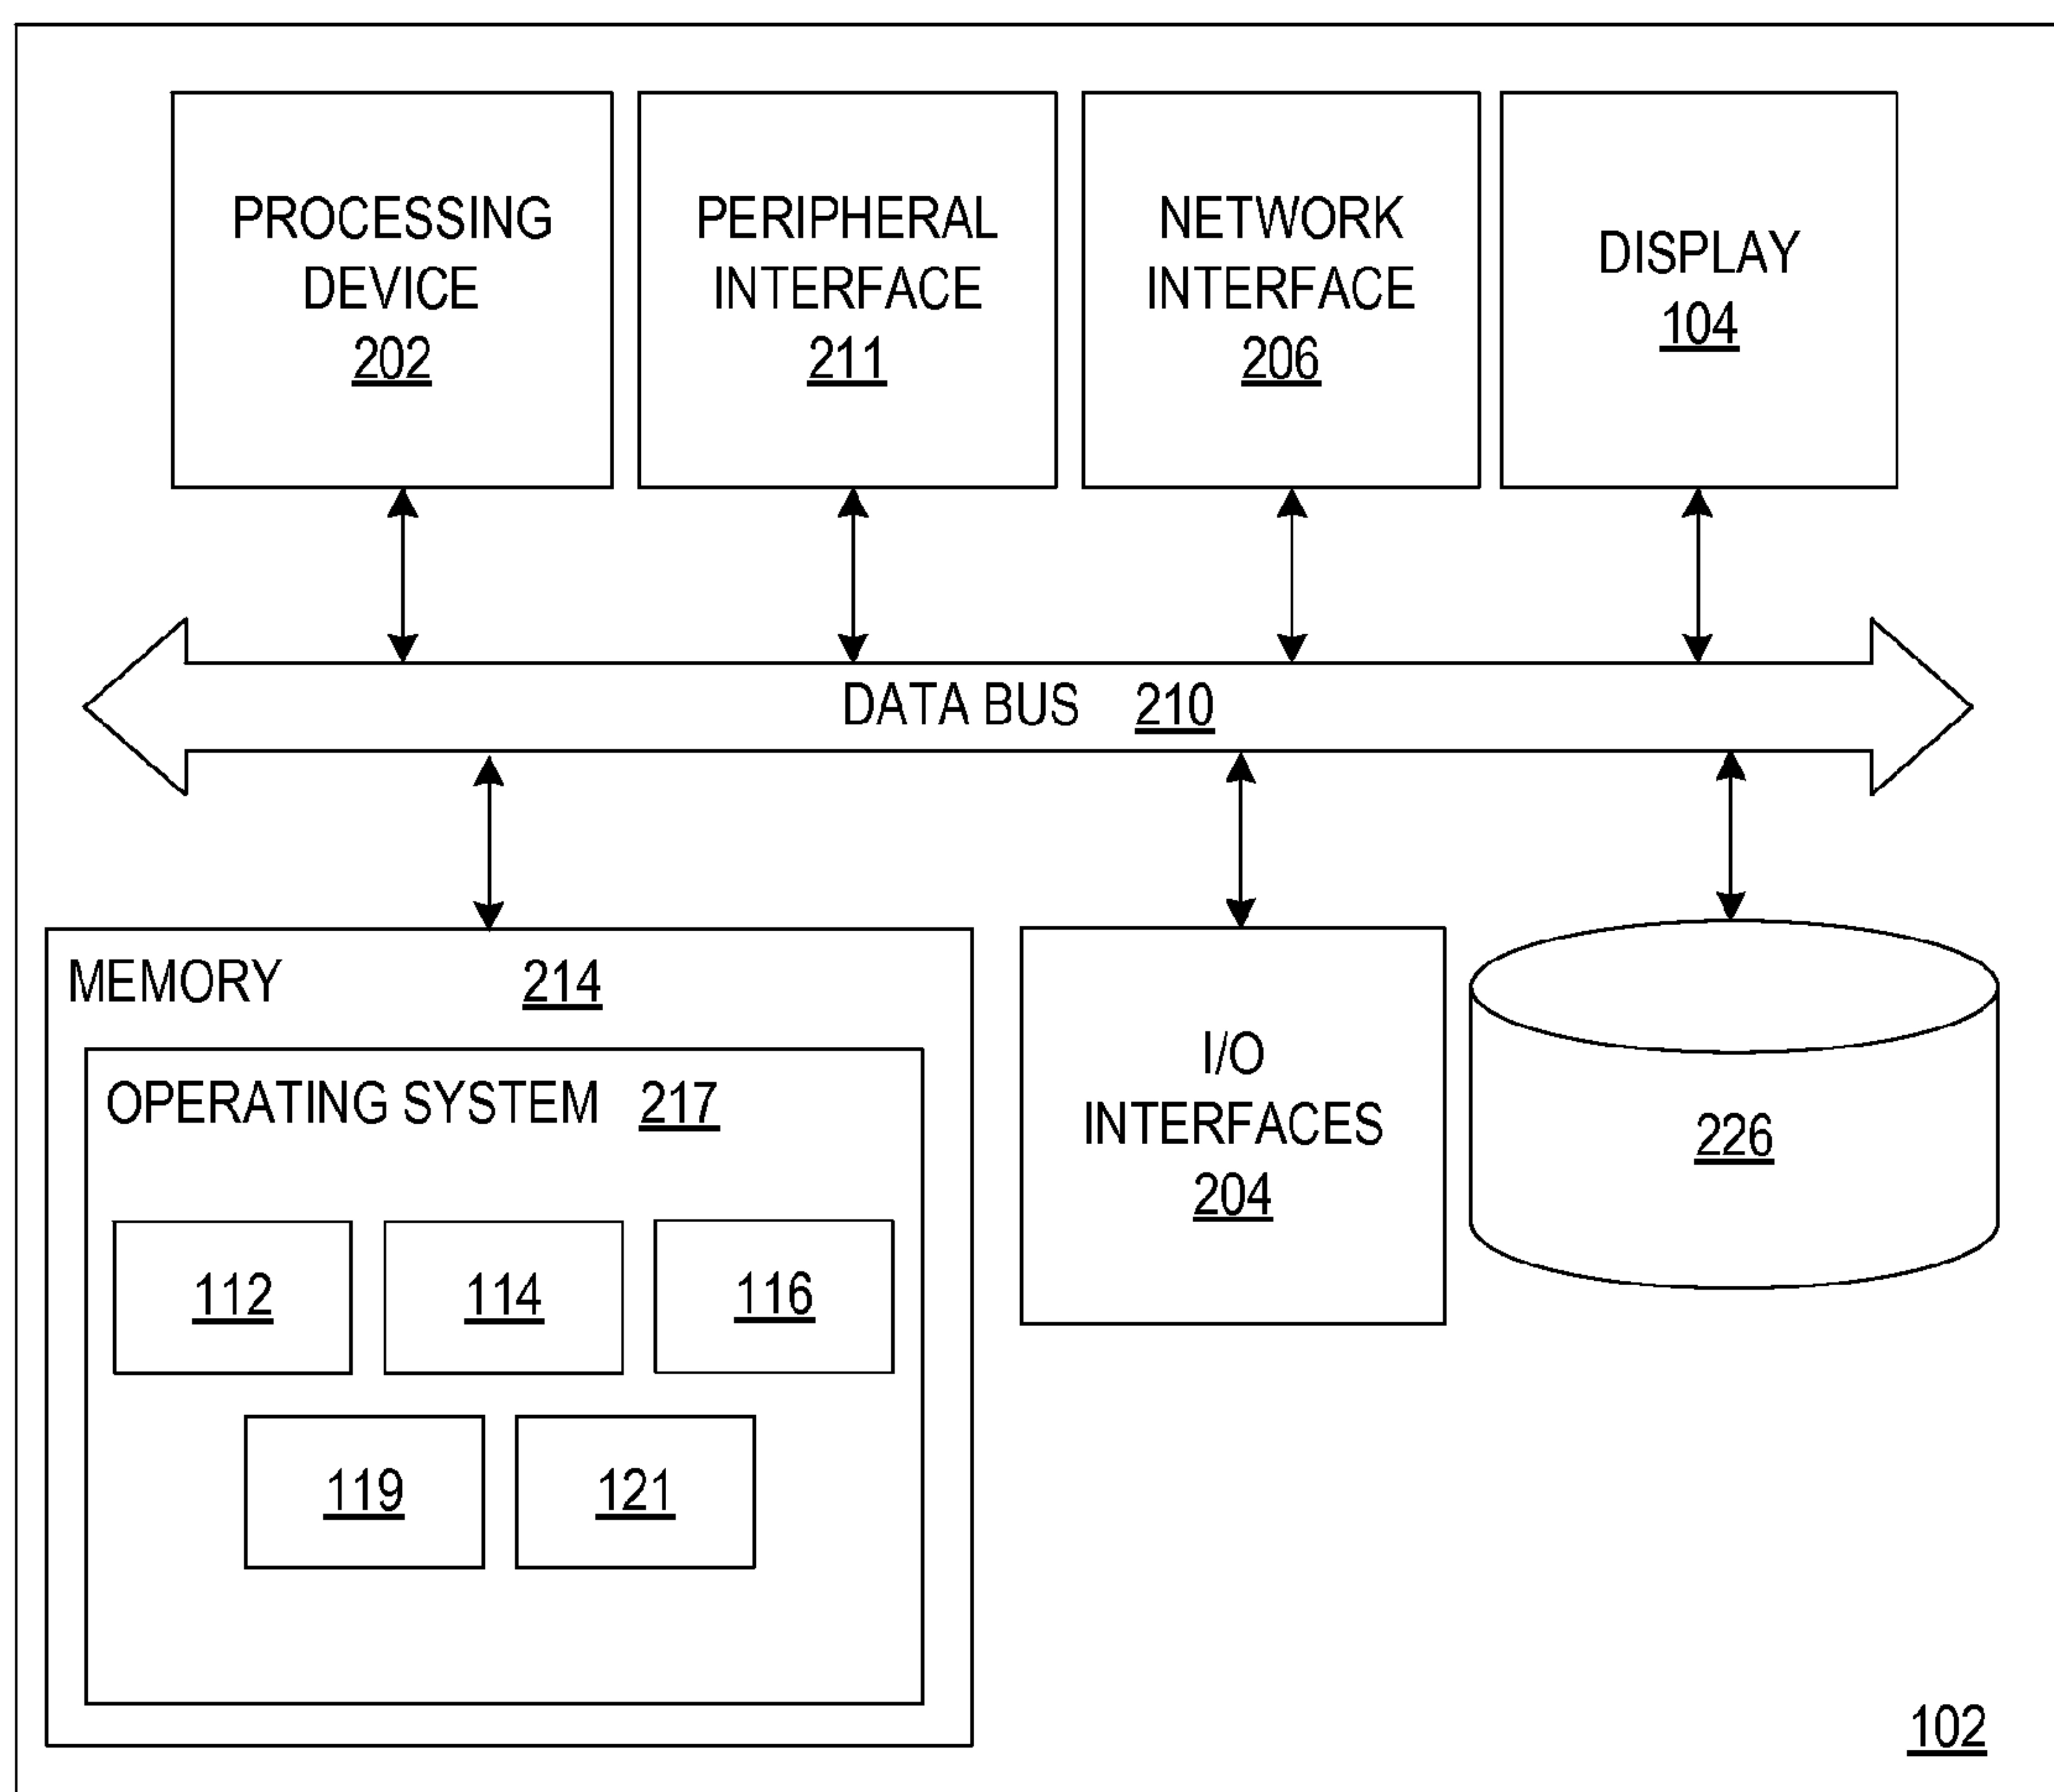 PROCESSING
DEVICE
202
PERIPHERAL
INTERFACE
211
NETWORK
INTERFACE
206
DISPLAY
104
DATA BUS 210
MEMORY 214
OPERATING SYSTEM 217
112
114
116
119
121
I/O
INTERFACES
204
226
102